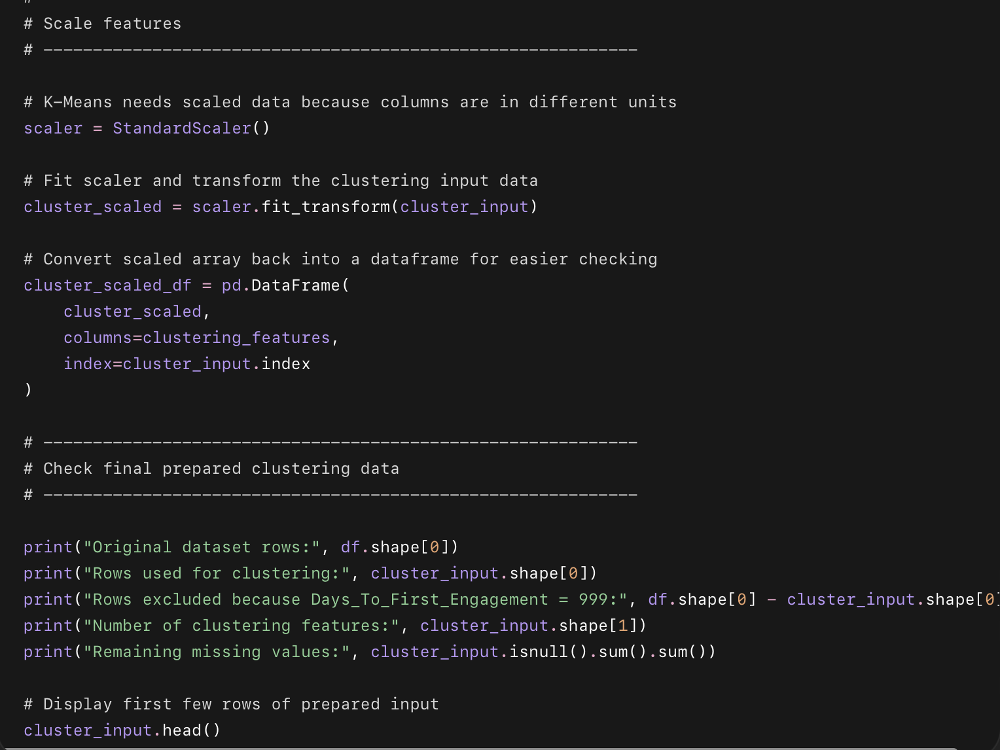 #
# Scale features
# ------------------------------------------------------------
# K-Means needs scaled data because columns are in different units
scaler = StandardScaler()
# Fit scaler and transform the clustering input data
cluster_scaled = scaler.fit_transform(cluster_input)
# Convert scaled array back into a dataframe for easier checking
cluster_scaled_df = pd.DataFrame(
    cluster_scaled,
    columns=clustering_features,
    index=cluster_input.index
)
# ------------------------------------------------------------
# Check final prepared clustering data
# ------------------------------------------------------------
print("Original dataset rows:", df.shape[0])
print("Rows used for clustering:", cluster_input.shape[0])
print("Rows excluded because Days_To_First_Engagement = 999:", df.shape[0] - cluster_input.shape[0]
print("Number of clustering features:", cluster_input.shape[1])
print("Remaining missing values:", cluster_input.isnull().sum().sum())
# Display first few rows of prepared input
cluster_input.head()